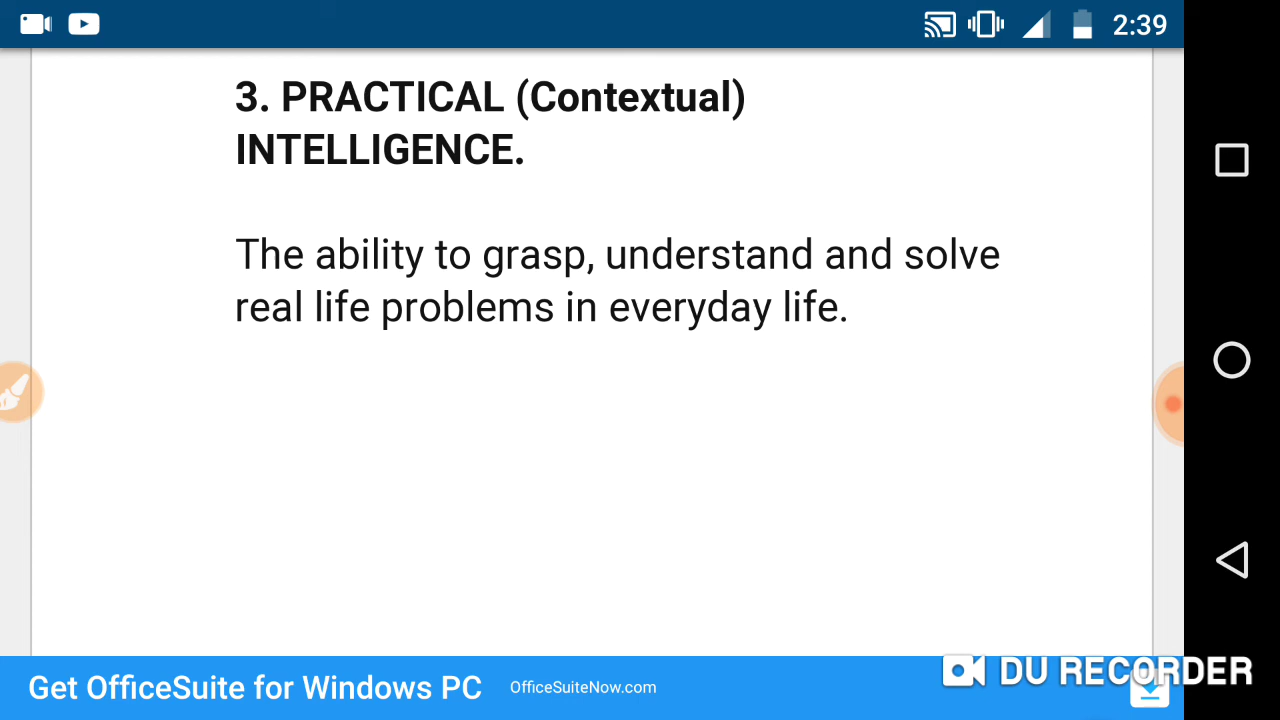 2:39
3. PRACTICAL (Contextual)
INTELLIGENCE.
The ability to grasp, understand and solve
real life problems in everyday life.
Get OfficeSuite for Windows PC OfficeSuiteNow.com
DU RECORDER